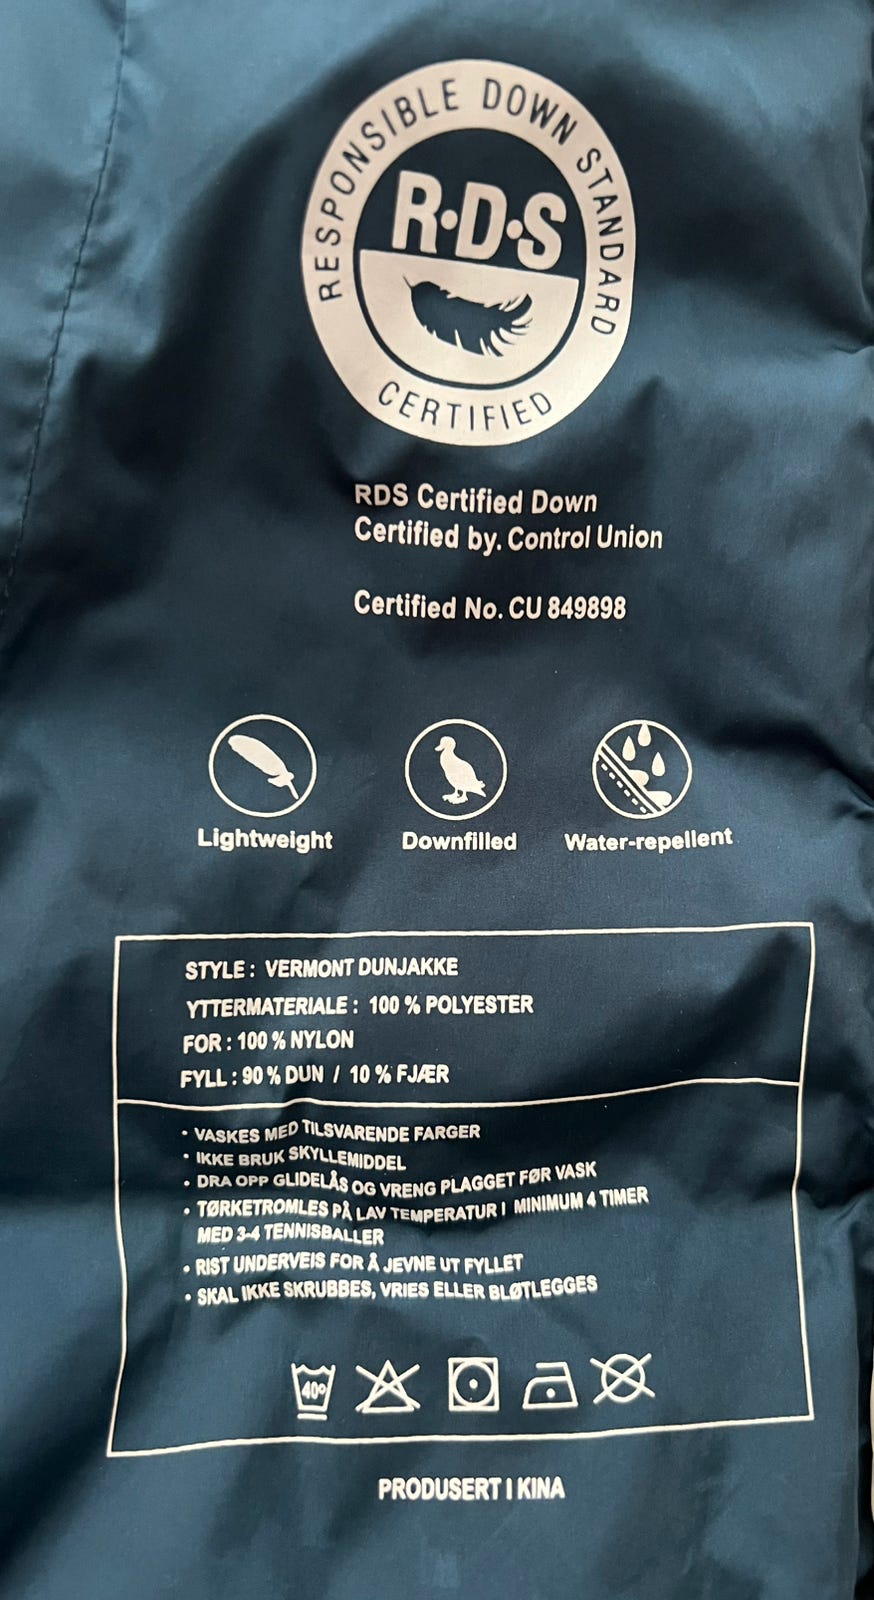 RESPONSIBLE DOWN STANDARD
R·D·S
CERTIFIED
RDS Certified Down
Certified by. Control Union
Certified No. CU 849898
Lightweight Downfilled Water-repellent
STYLE : VERMONT DUNJAKKE
YTTERMATERIALE : 100 % POLYESTER
FOR : 100 % NYLON
FYLL : 90 % DUN / 10 % FJÆR
• VASKES MED TILSVARENDE FARGER
• IKKE BRUK SKYLLEMIDDEL
• DRA OPP GLIDELÅS OG VRENG PLAGGET FØR VASK
• TØRKETROMLES PÅ LAV TEMPERATUR I MINIMUM 4 TIMER
MED 3-4 TENNISBALLER
• RIST UNDERVEIS FOR Å JEVNE UT FYLLET
• SKAL IKKE SKRUBBES, VRIES ELLER BLØTLEGGES
40º
PRODUSERT I KINA